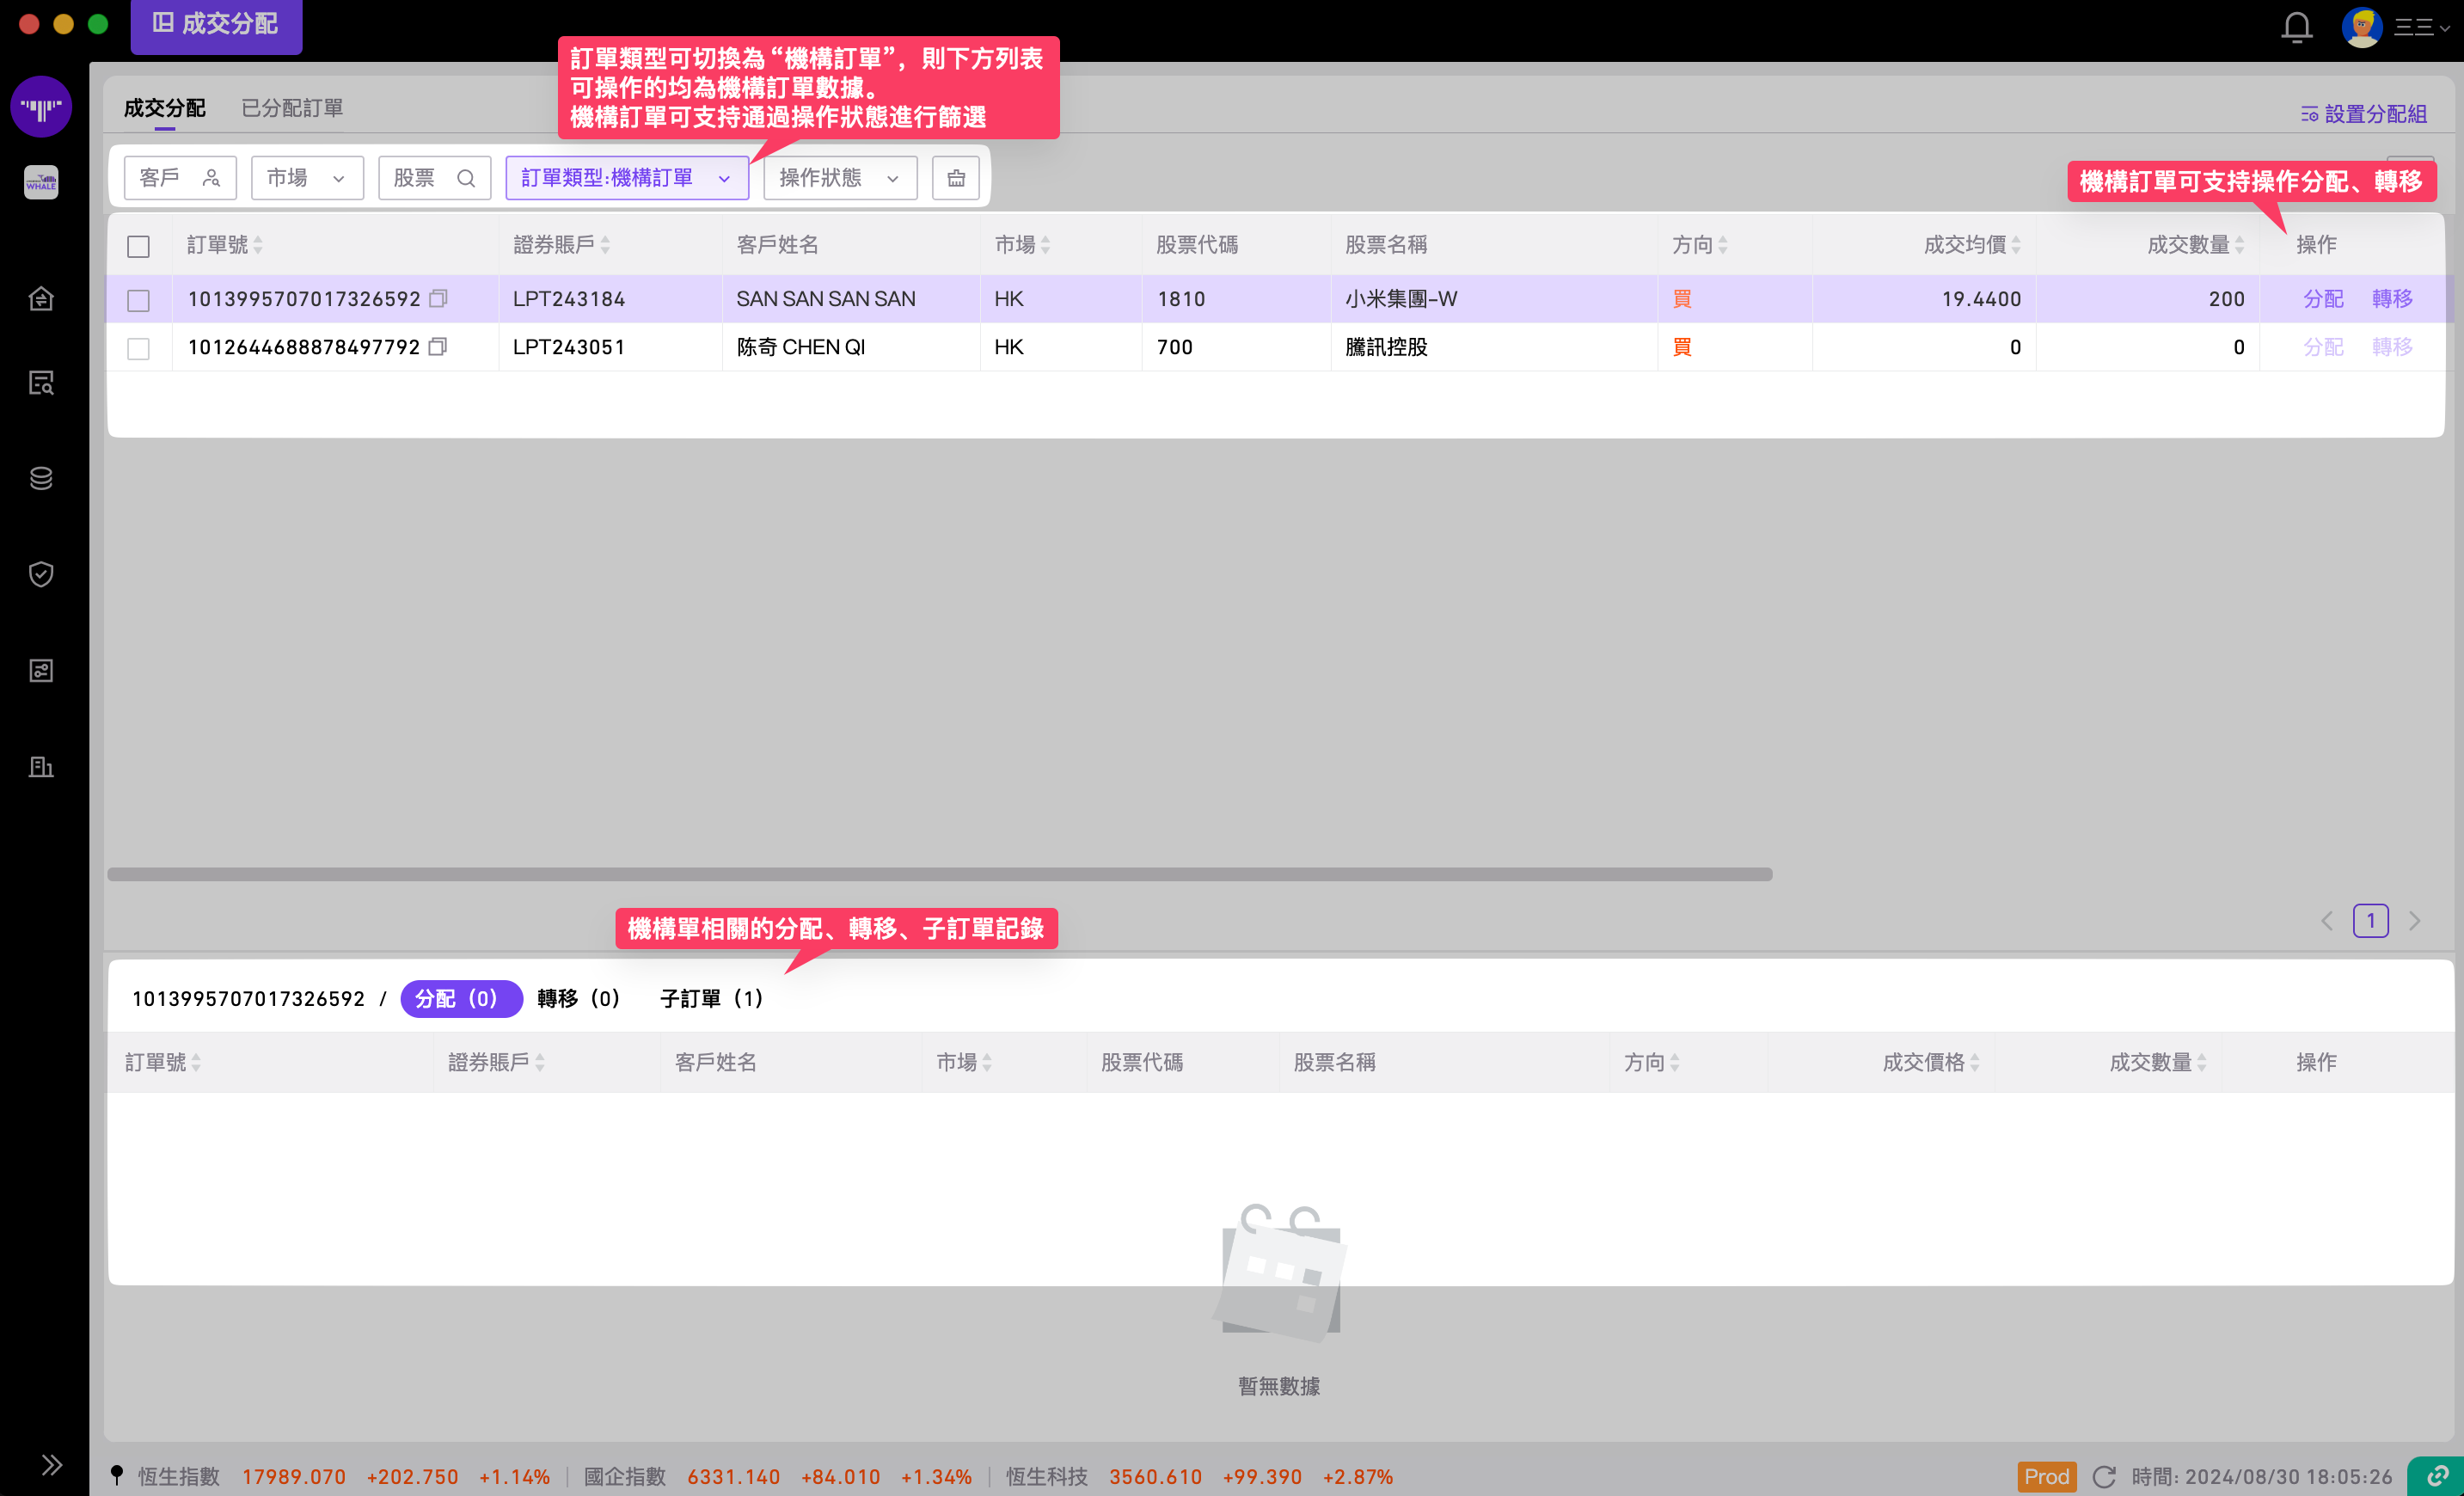 成交分配
三三
訂單類型可切換為“機構訂單”，則下方列表
可操作的均為機構訂單數據。
機構訂單可支持通過操作狀態進行篩選
成交分配 已分配訂單
設置分配組
WHALE
客戶 市場 股票 訂單類型:機構訂單 操作狀態
機構訂單可支持操作分配、轉移
訂單號 證券賬戶 客戶姓名 市場 股票代碼 股票名稱 方向 成交均價 成交數量 操作
1013995707017326592 LPT243184 SAN SAN SAN SAN HK 1810 小米集團-W 買 19.4400 200 分配 轉移
1012644688878497792 LPT243051 陈奇 CHEN QI HK 700 騰訊控股 買 0 0 分配 轉移
1
機構單相關的分配、轉移、子訂單記錄
1013995707017326592 / 分配（0） 轉移（0） 子訂單（1）
訂單號 證券賬戶 客戶姓名 市場 股票代碼 股票名稱 方向 成交價格 成交數量 操作
暫無數據
恆生指數 17989.070 +202.750 +1.14% 國企指數 6331.140 +84.010 +1.34% 恆生科技 3560.610 +99.390 +2.87% Prod 時間: 2024/08/30 18:05:26